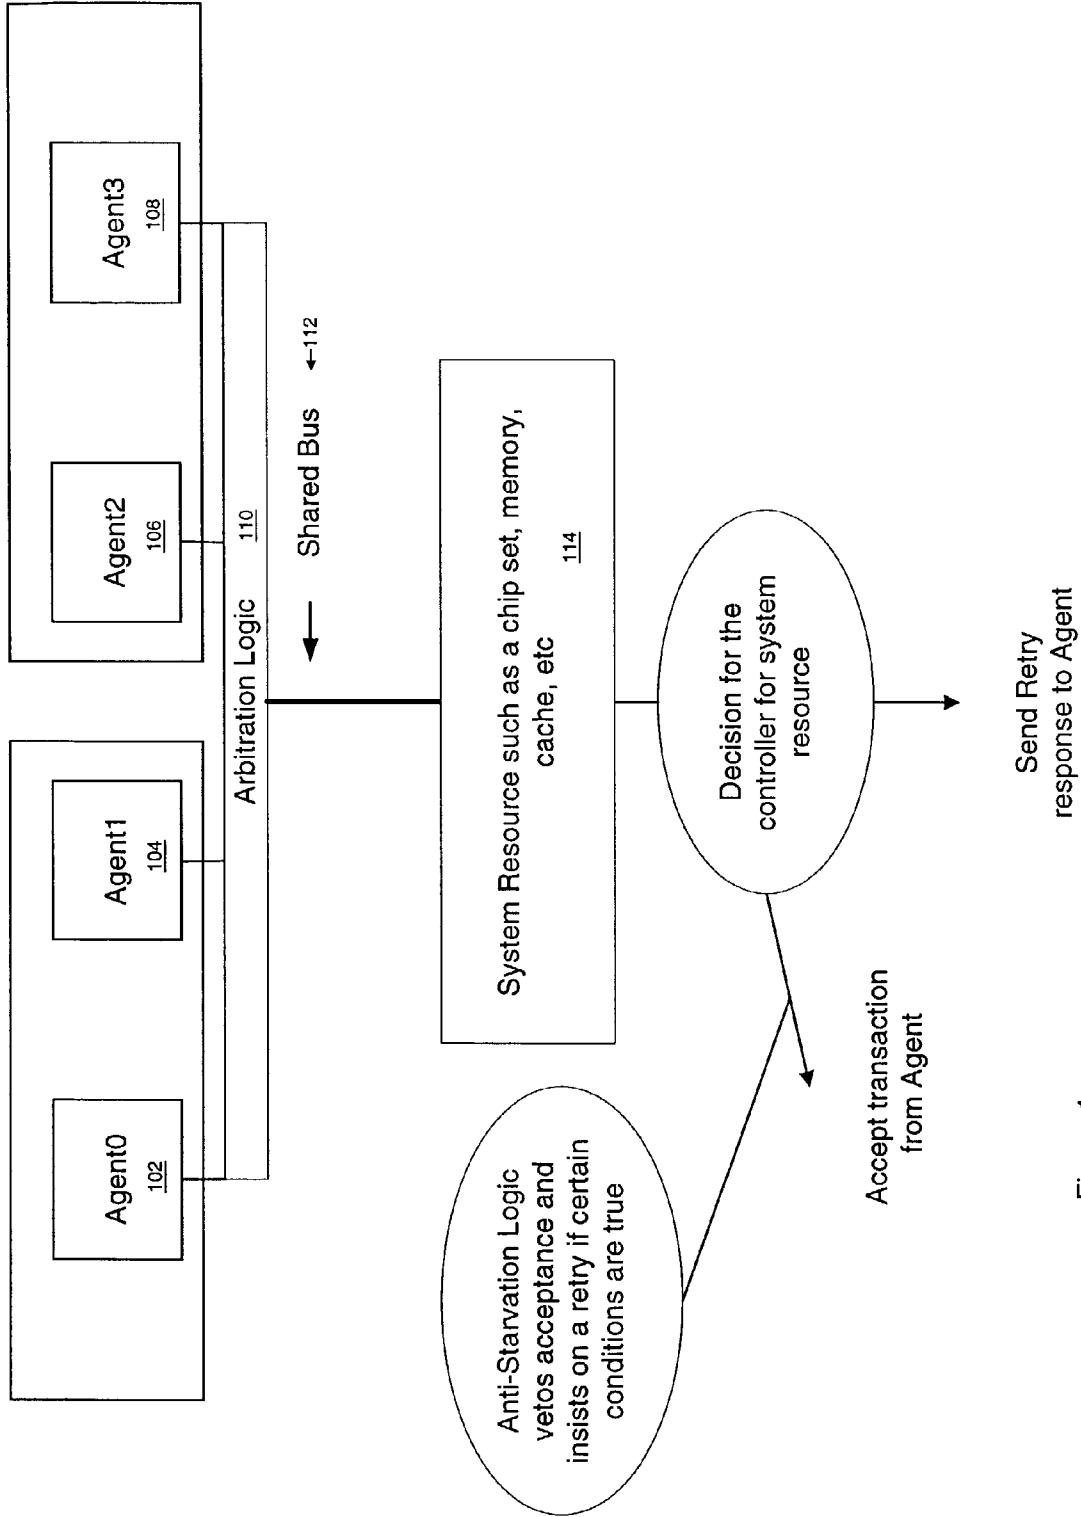 Agent0
102
Agent1
104
Agent2
106
Agent3
108
Arbitration Logic
110
Shared Bus
←112
System Resource such as a chip set, memory,
cache, etc
114
Anti-Starvation Logic
vetos acceptance and
insists on a retry if certain
conditions are true
Decision for the
controller for system
resource
Accept transaction
from Agent
Send Retry
response to Agent